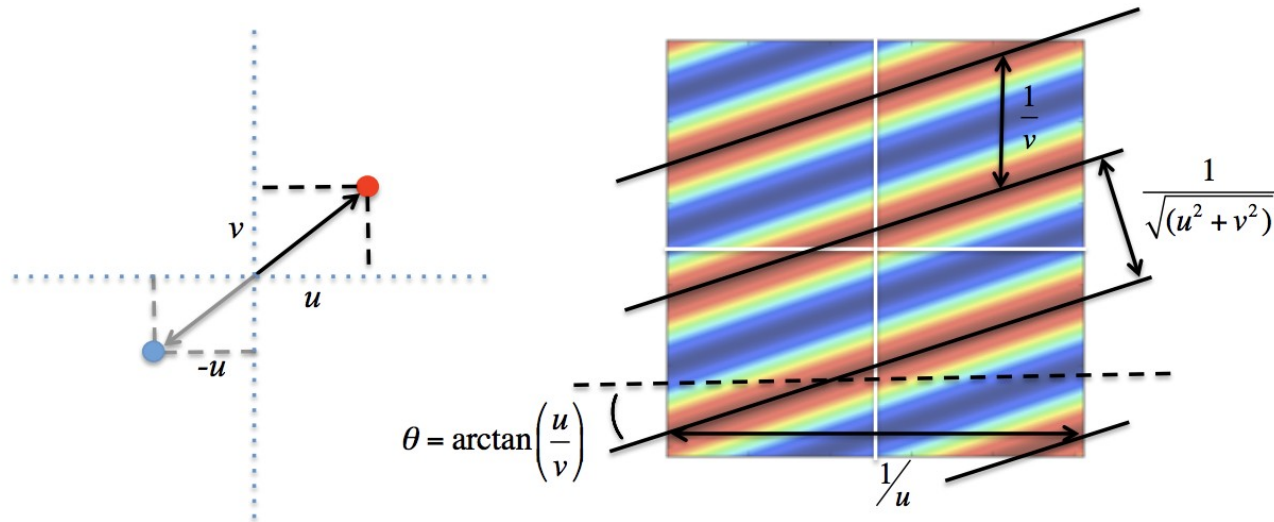 v
u
-u
1/v
1/√(u² + v²)
θ = arctan(u/v)
1/u